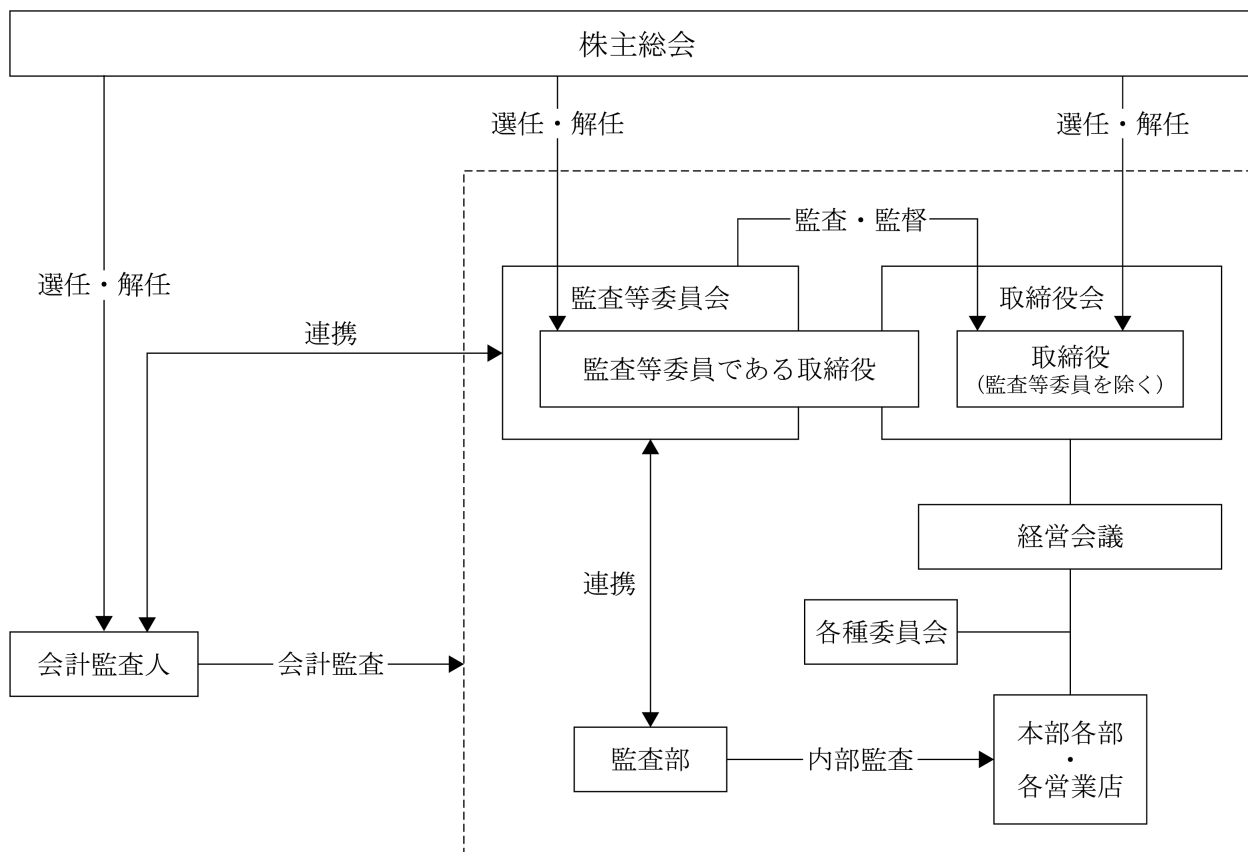 株主総会
選任・解任
選任・解任
監査・監督
選任・解任
監査等委員会
取締役会
連携
監査等委員である取締役
取締役
（監査等委員を除く）
経営会議
連携
各種委員会
会計監査人
会計監査
本部各部
・
各営業店
監査部
内部監査